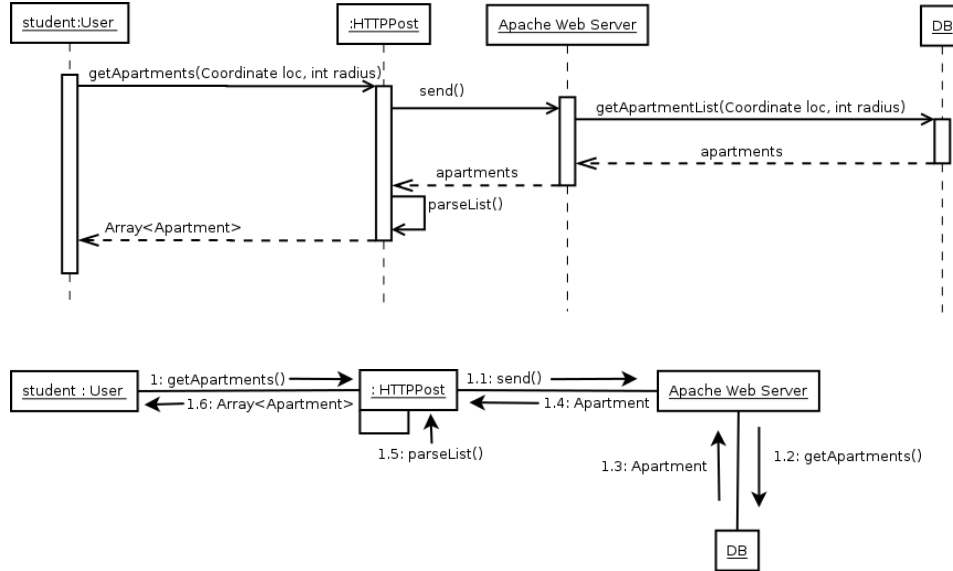 student:User
:HTTPPost
Apache Web Server
DB
getApartments(Coordinate loc, int radius)
send()
getApartmentList(Coordinate loc, int radius)
apartments
apartments
parseList()
Array<Apartment>
student : User
1: getApartments()
: HTTPPost
1.1: send()
Apache Web Server
1.6: Array<Apartment>
1.4: Apartment
1.5: parseList()
1.3: Apartment
1.2: getApartments()
DB